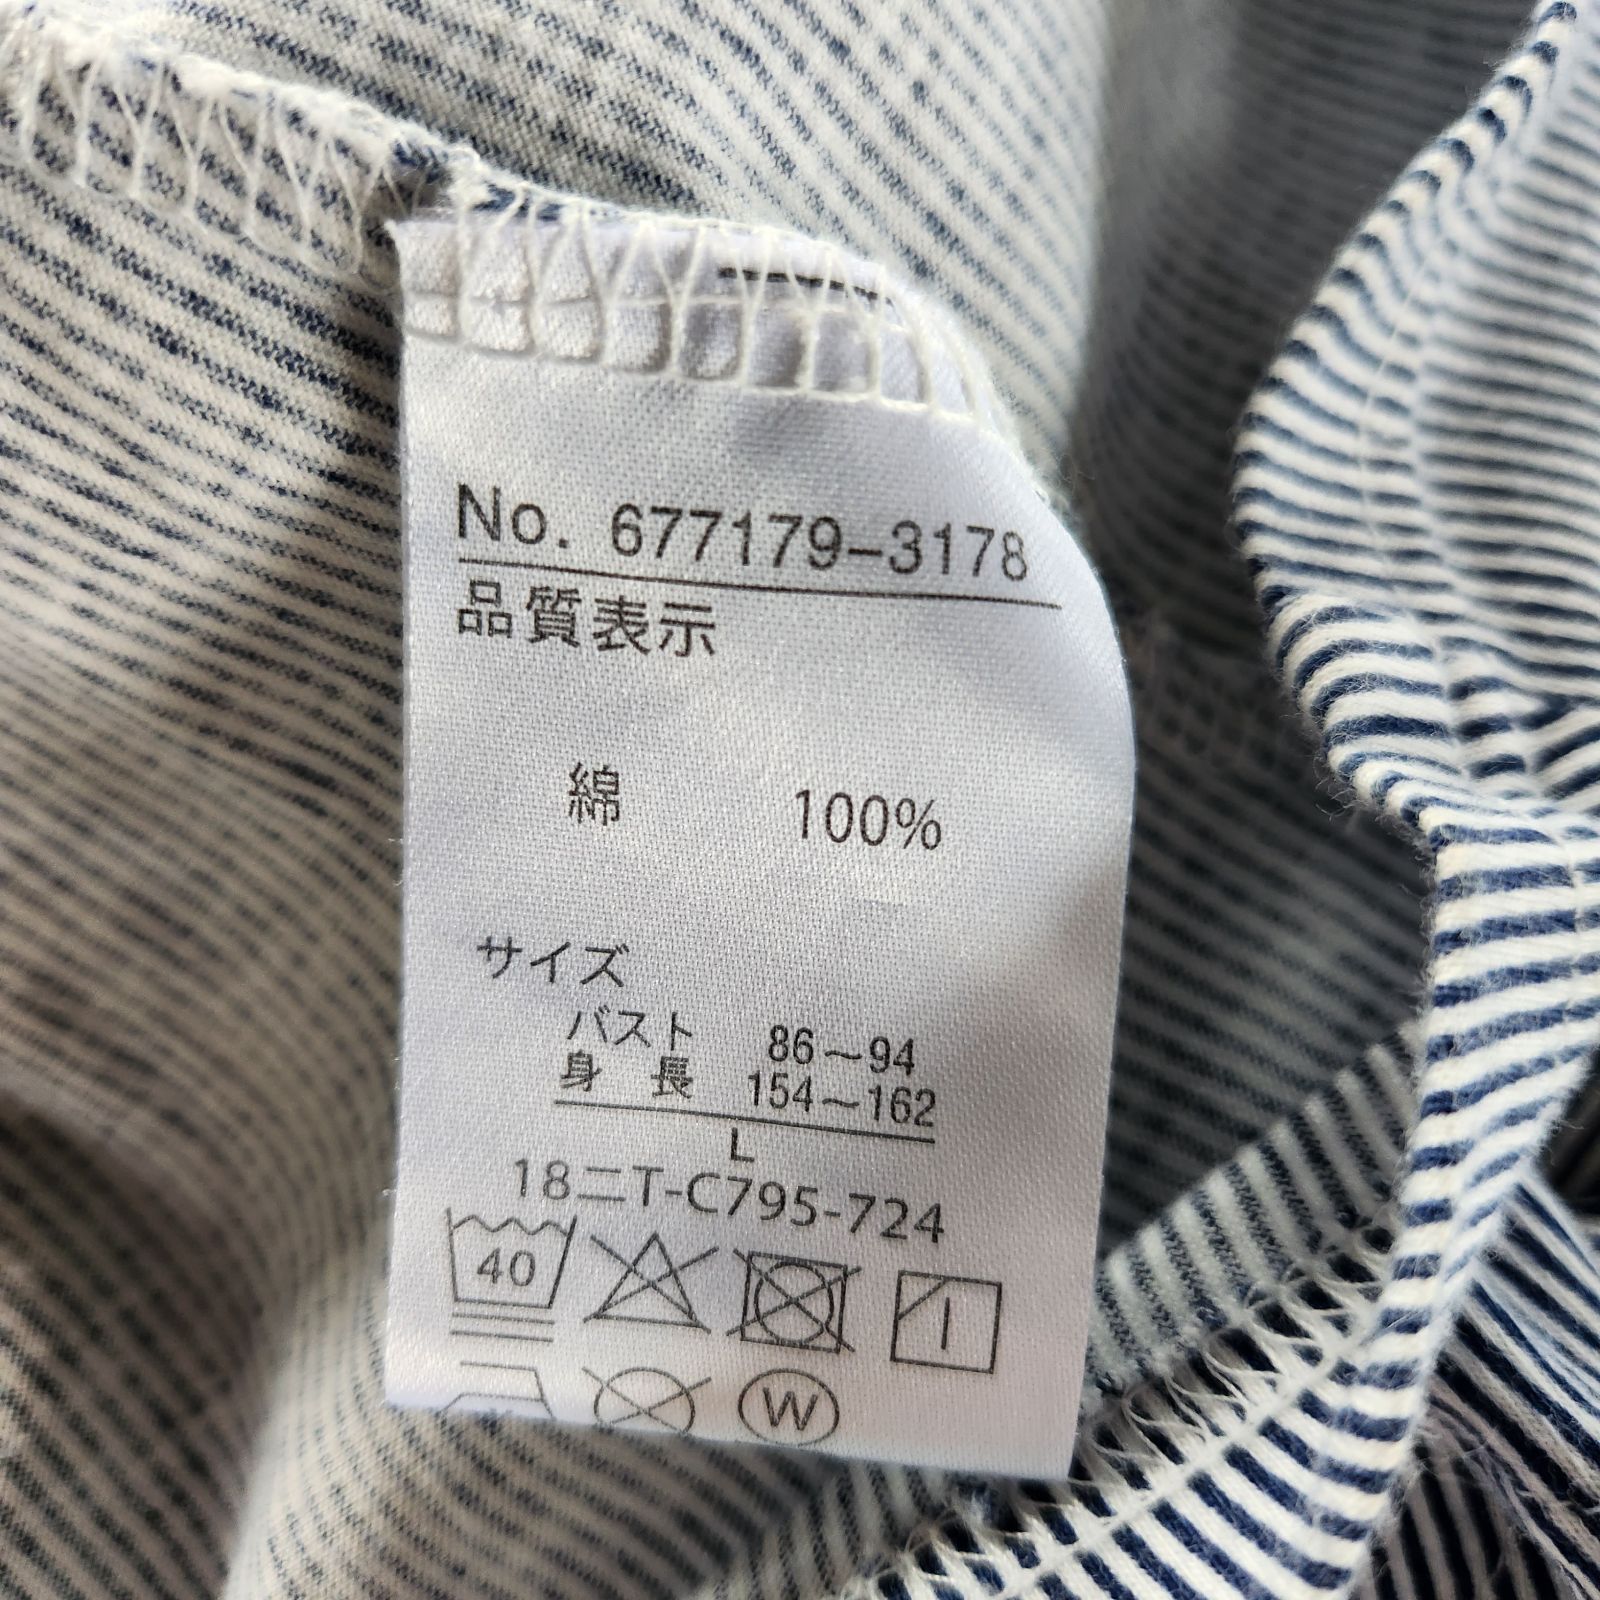 No. 677179-3178
品質表示
綿 100%
サイズ
バスト 86～94
身 長 154～162
L
18二T-C795-724
40
W